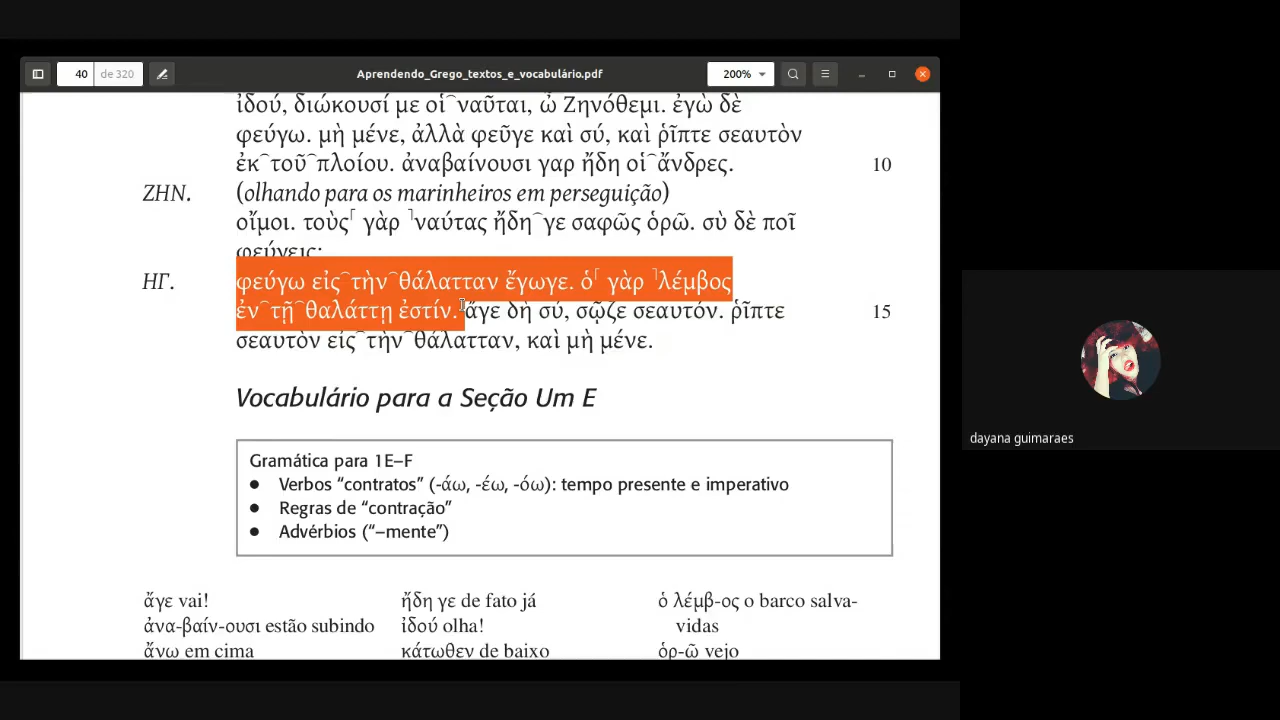 40 de 320 Aprendendo_Grego_textos_e_vocabulário.pdf 200%
ἰδού, διώκουσί με οἱ⁀ναῦται, ὦ Ζηνόθεμι. ἐγὼ δὲ
φεύγω. μὴ μένε, ἀλλὰ φεῦγε καὶ σύ, καὶ ῥῖπτε σεαυτὸν
ἐκ⁀τοῦ⁀πλοίου. ἀναβαίνουσι γαρ ἤδη οἱ⁀ἄνδρες. 10
ΖΗΝ. (olhando para os marinheiros em perseguição)
οἴμοι. τοὺς⌈ γὰρ ⌉ναύτας ἤδη⁀γε σαφῶς ὁρῶ. σὺ δὲ ποῖ
φεύγεις;
ΗΓ. φεύγω εἰς⁀τὴν⁀θάλατταν ἔγωγε. ὁ⌈ γὰρ ⌉λέμβος
ἐν⁀τῇ⁀θαλάττῃ ἐστίν. ἄγε δὴ σύ, σῷζε σεαυτόν. ῥῖπτε 15
σεαυτὸν εἰς⁀τὴν⁀θάλατταν, καὶ μὴ μένε.
Vocabulário para a Seção Um E
Gramática para 1E–F
● Verbos “contratos” (-άω, -έω, -όω): tempo presente e imperativo
● Regras de “contração”
● Advérbios (“–mente”)
ἄγε vai! ἤδη γε de fato já ὁ λέμβ-ος o barco salva-
ἀνα-βαίν-ουσι estão subindo ἰδού olha! vidas
ἄνω em cima κάτωθεν de baixo ὁρ-ῶ vejo
dayana guimaraes